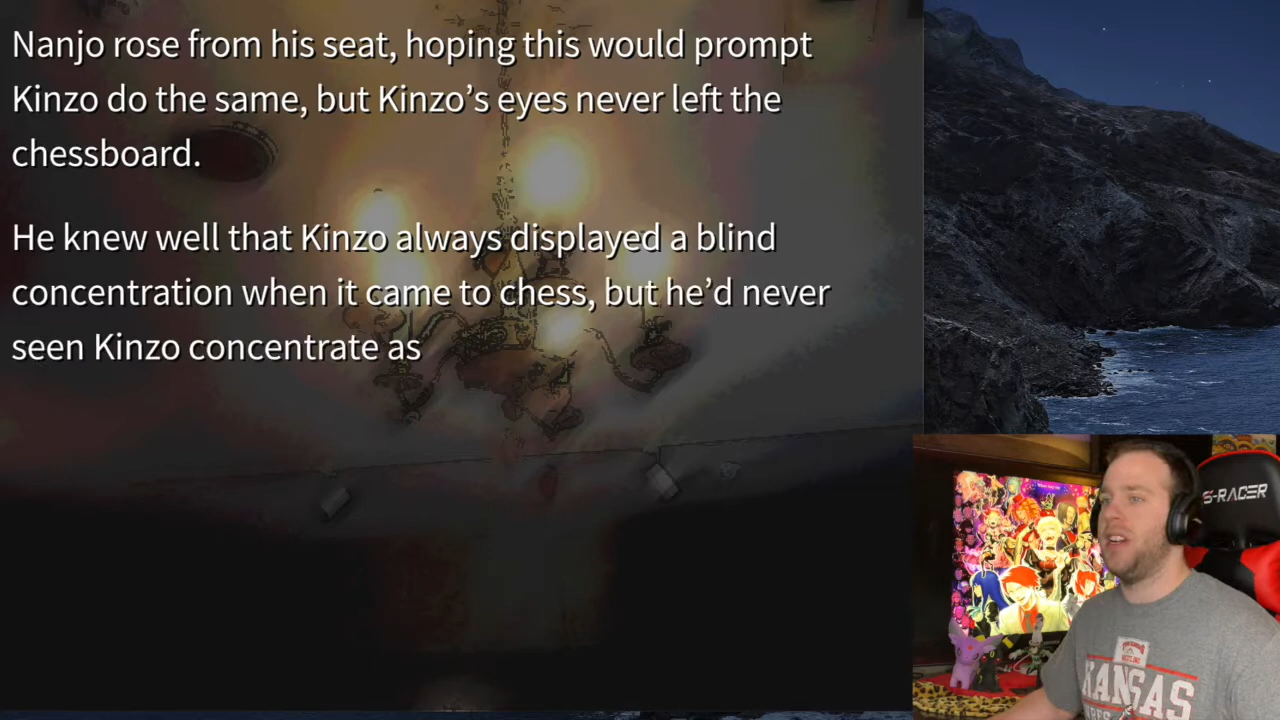 Nanjo rose from his seat, hoping this would prompt
Kinzo do the same, but Kinzo's eyes never left the
chessboard.
He knew well that Kinzo always displayed a blind
concentration when it came to chess, but he'd never
seen Kinzo concentrate as
S-RACER
KANSAS